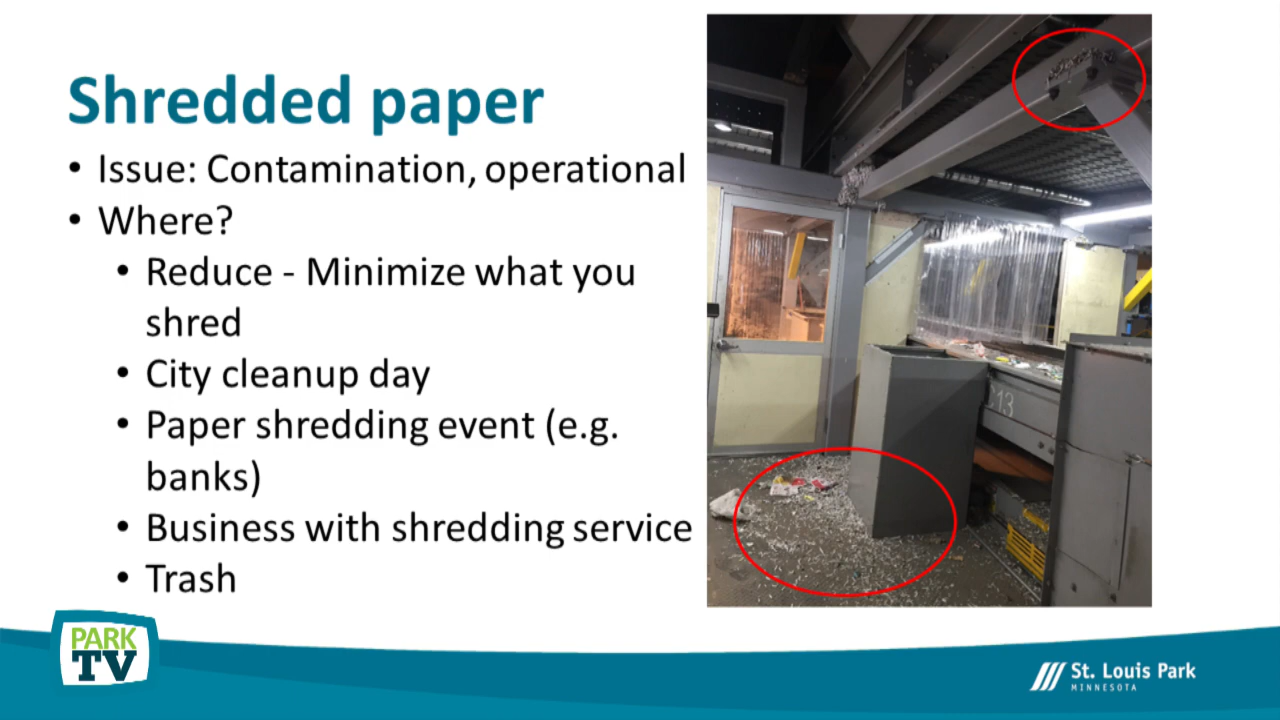 Shredded paper
• Issue: Contamination, operational
• Where?
• Reduce - Minimize what you
shred
• City cleanup day
• Paper shredding event (e.g.
banks)
• Business with shredding service
• Trash
C13
PARK
TV
St. Louis Park
MINNESOTA